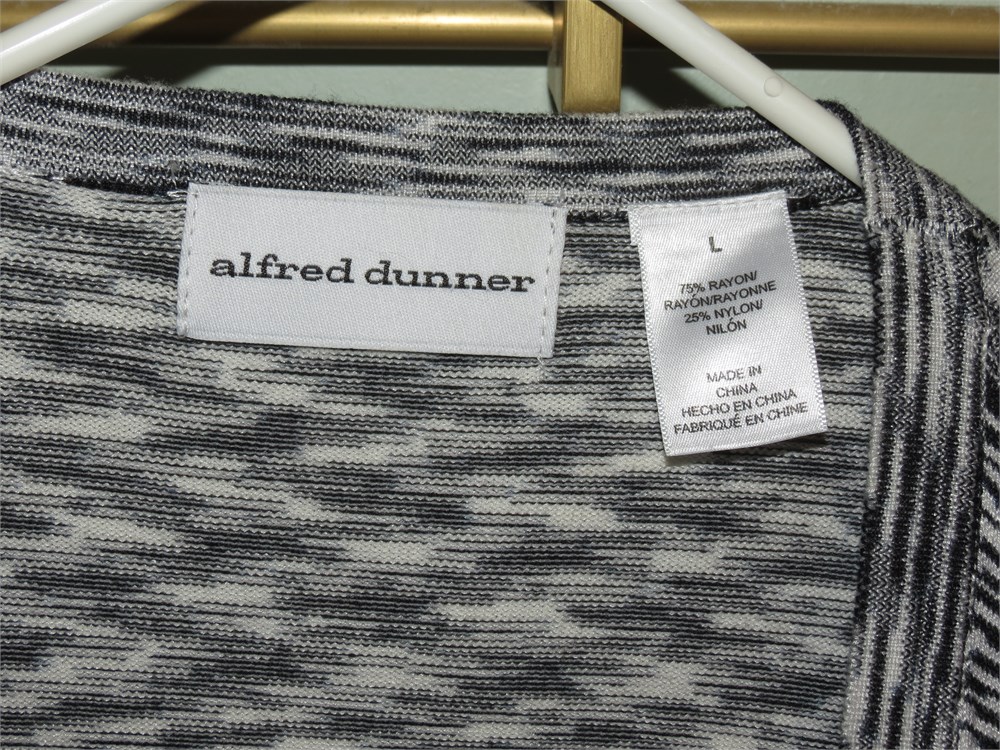 alfred dunner
L
75% RAYON/
RAYÓN/RAYONNE
25% NYLON/
NILÓN
MADE IN
CHINA
HECHO EN CHINA
FABRIQUÉ EN CHINE